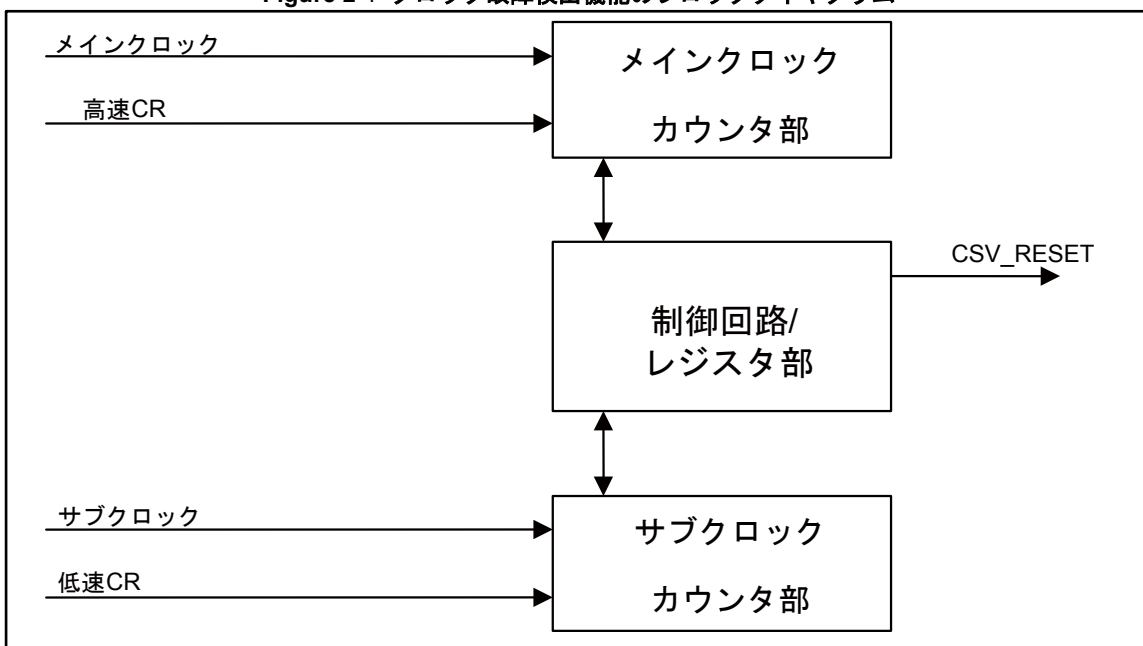 メインクロック
高速CR
メインクロック
カウンタ部
CSV_RESET
制御回路/
レジスタ部
サブクロック
低速CR
サブクロック
カウンタ部